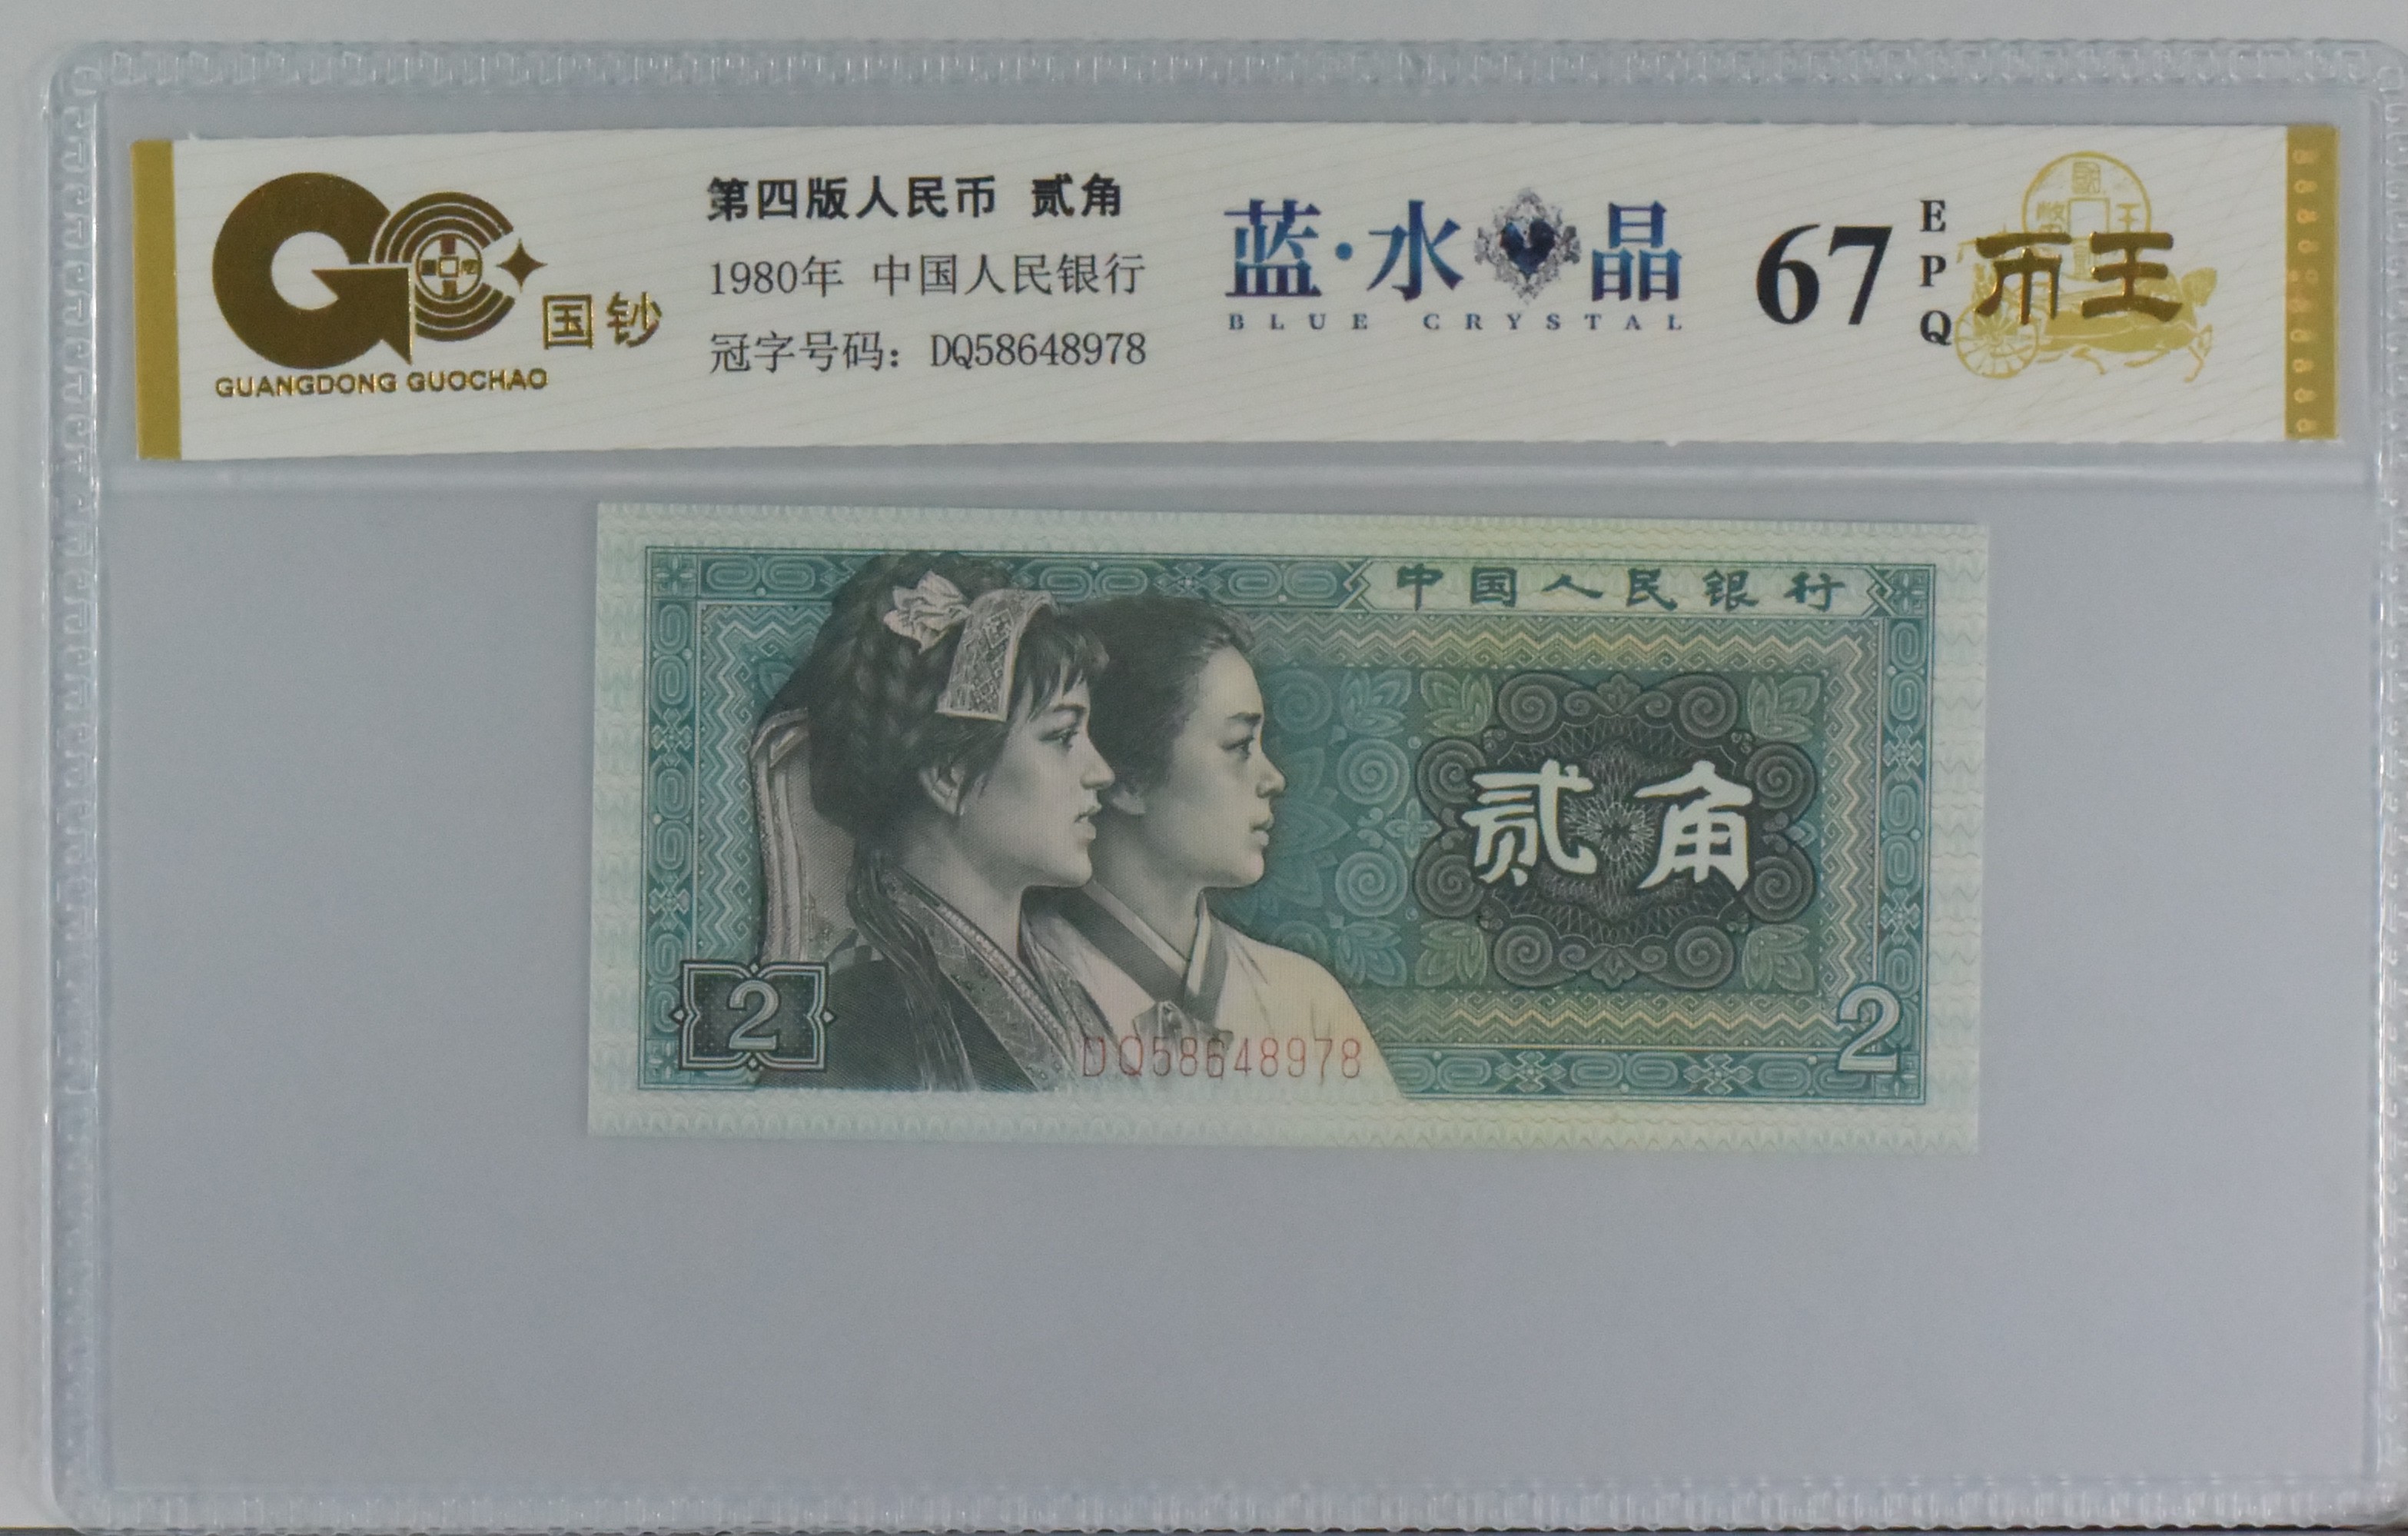 国钞
GUANGDONG GUOCHAO
第四版人民币 贰角
1980年 中国人民银行
冠字号码：DQ58648978
蓝·水晶
BLUE CRYSTAL
67
EPQ
币王
中国人民银行
贰角
2
DQ58648978
2